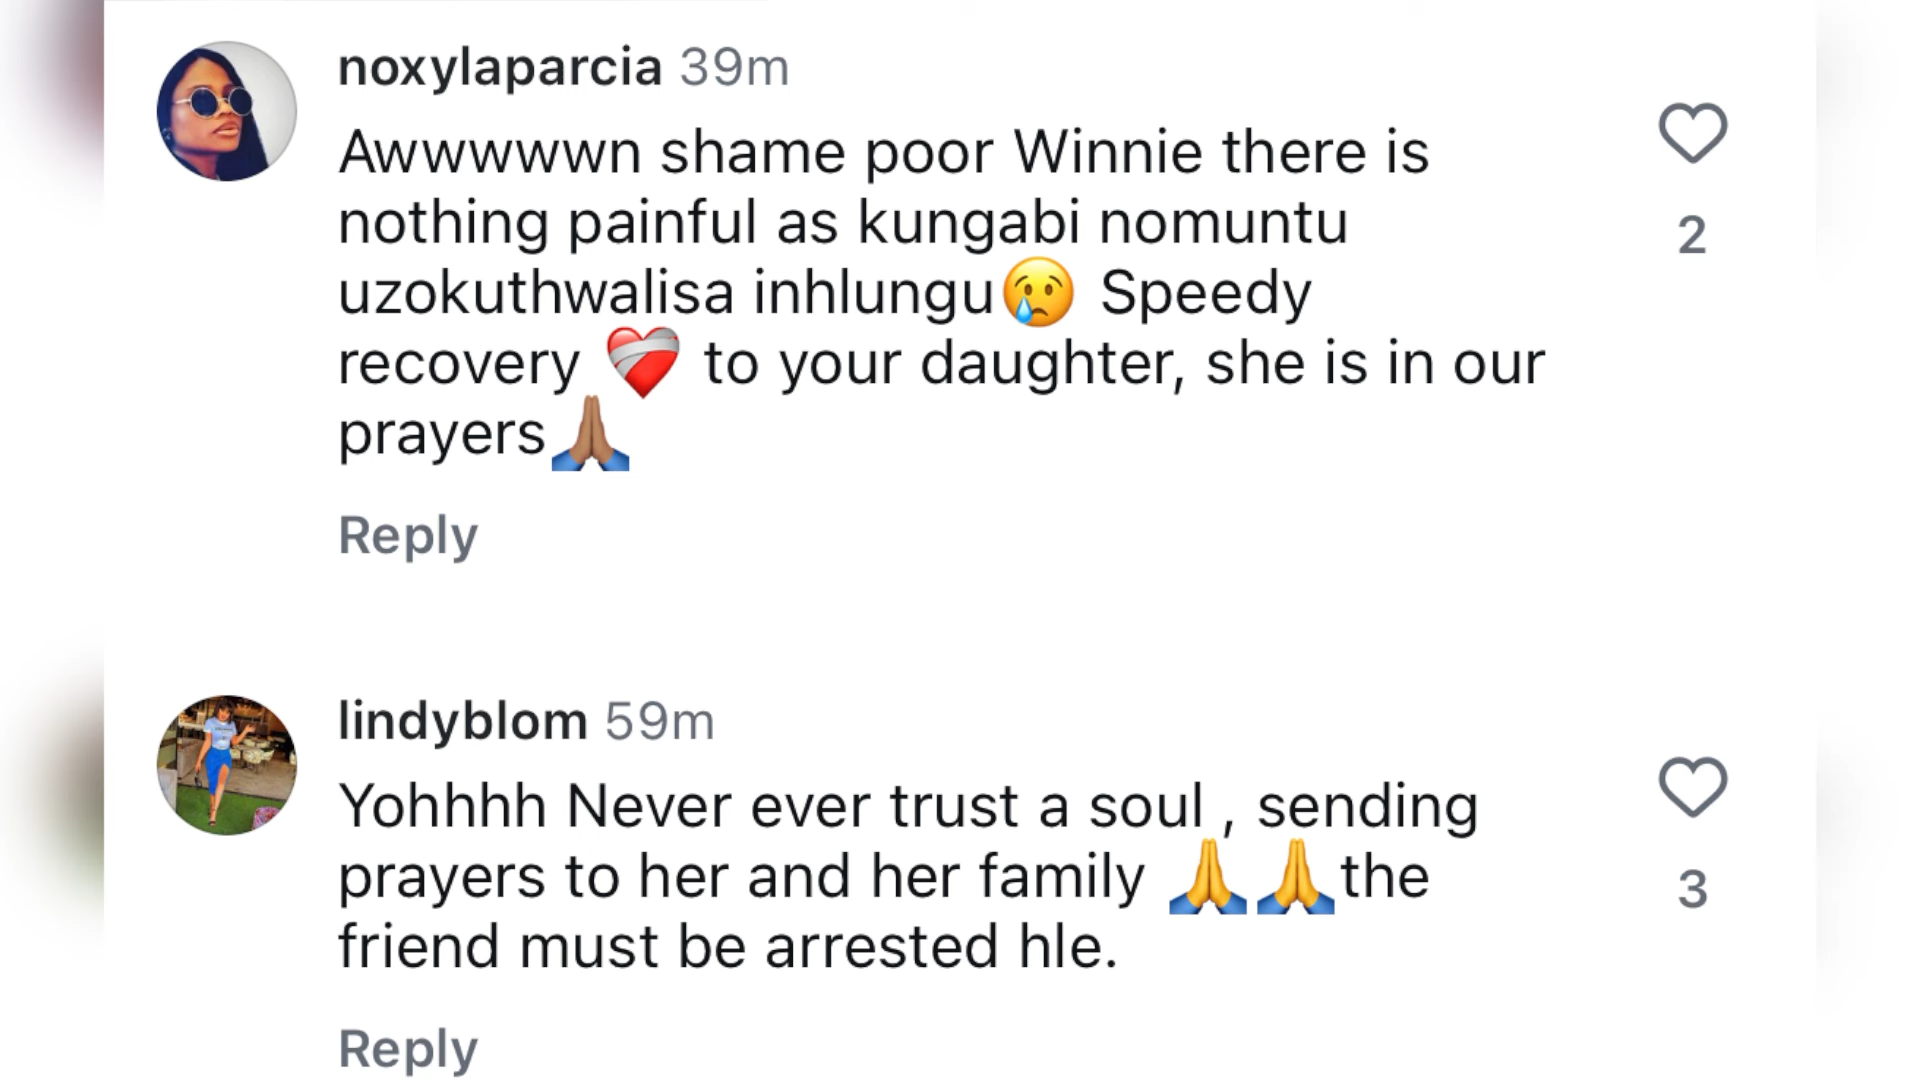 noxylaparcia 39m
Awwwwwn shame poor Winnie there is
nothing painful as kungabi nomuntu
uzokuthwalisa inhlungu😢 Speedy
recovery ❤️‍🩹 to your daughter, she is in our
prayers🙏🏽
2
Reply
lindyblom 59m
Yohhhh Never ever trust a soul , sending
prayers to her and her family 🙏🙏the
friend must be arrested hle.
3
Reply